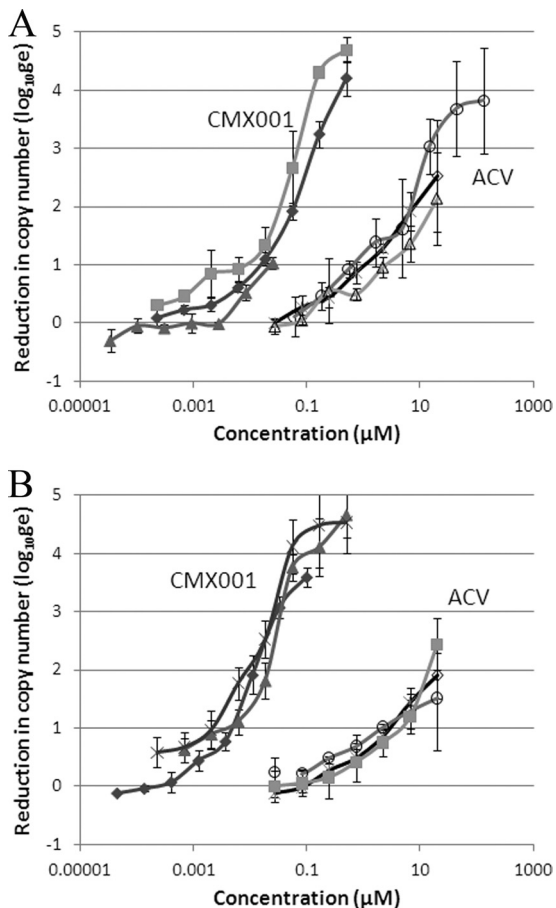 A
Reduction in copy number (log₁₀ge)
5
4
3
2
1
0
-1
CMX001
ACV
0.00001
0.001
0.1
10
1000
Concentration (µM)
B
Reduction in copy number (log₁₀ge)
5
4
3
2
1
0
-1
CMX001
ACV
0.00001
0.001
0.1
10
1000
Concentration (µM)